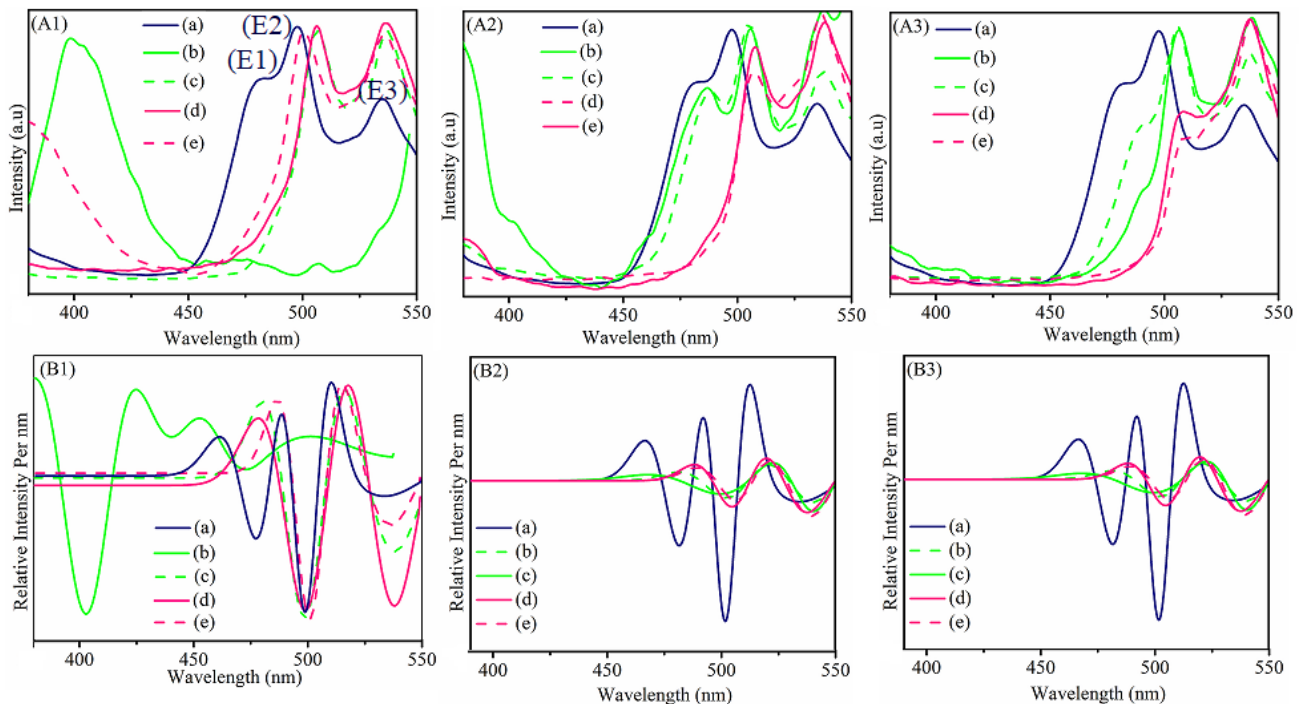 (A1)
(a)
(b)
(c)
(d)
(e)
(E2)
(E1)
(E3)
Intensity (a.u)
400
450
500
550
Wavelength (nm)
(A2)
(a)
(b)
(c)
(d)
(e)
Intensity (a.u)
400
450
500
550
Wavelength (nm)
(A3)
(a)
(b)
(c)
(d)
(e)
Intensity (a.u)
400
450
500
550
Wavelength (nm)
(B1)
(a)
(b)
(c)
(d)
(e)
Relative Intensity Per nm
400
450
500
550
Wavelength (nm)
(B2)
(a)
(b)
(c)
(d)
(e)
Relative Intensity Per nm
400
450
500
550
Wavelength (nm)
(B3)
(a)
(b)
(c)
(d)
(e)
Relative Intensity Per nm
400
450
500
550
Wavelength (nm)